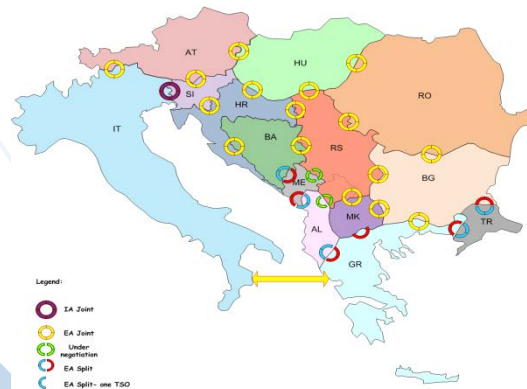 AT
HU
SI
HR
RO
IT
BA
RS
ME
BG
MK
AL
TR
GR
Legend:
IA Joint
EA Joint
Under
negotiation
EA Split
EA Split- one TSO